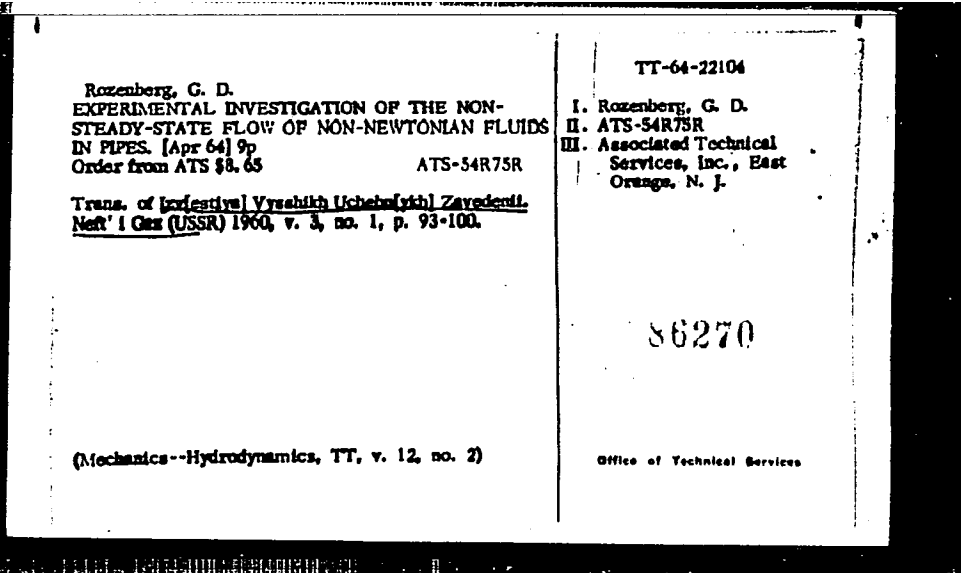 Rozenberg, G. D.
EXPERIMENTAL INVESTIGATION OF THE NON-
STEADY-STATE FLOW OF NON-NEWTONIAN FLUIDS
IN PIPES. [Apr 64] 9p
Order from ATS $8.65 ATS-54R75R
Trans. of Izv[estiya] Vysshikh Uchebn[ykh] Zavedenii.
Neft' i Gaz (USSR) 1960, v. 3, no. 1, p. 93-100.
(Mechanics--Hydrodynamics, TT, v. 12, no. 2)
TT-64-22104
I. Rozenberg, G. D.
II. ATS-54R75R
III. Associated Technical
Services, Inc., East
Orange, N. J.
86270
Office of Technical Services